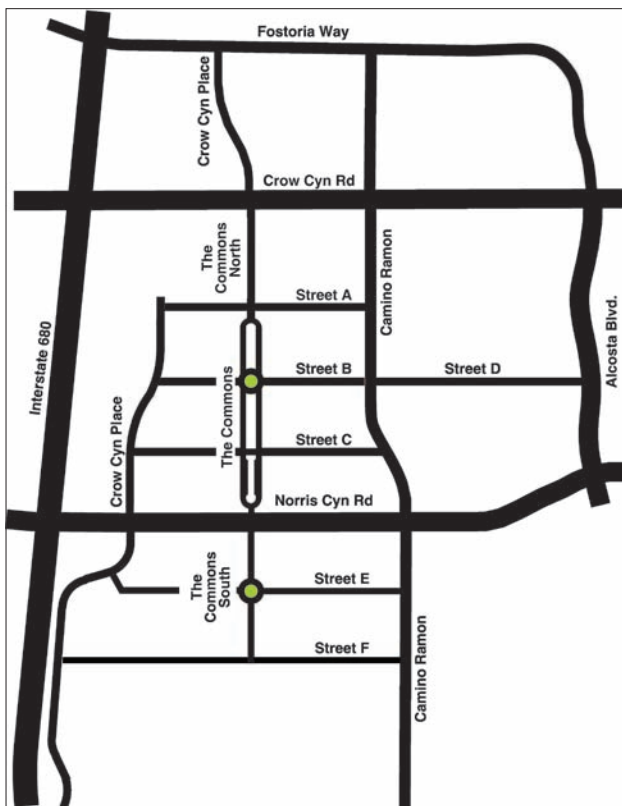 Fostoria Way
Crow Cyn Place
Crow Cyn Rd
The
Commons
North
Camino Ramon
Street A
Interstate 680
Alcosta Blvd.
Street B
Street D
The Commons
Crow Cyn Place
Street C
Norris Cyn Rd
The
Commons
South
Street E
Street F
Camino Ramon